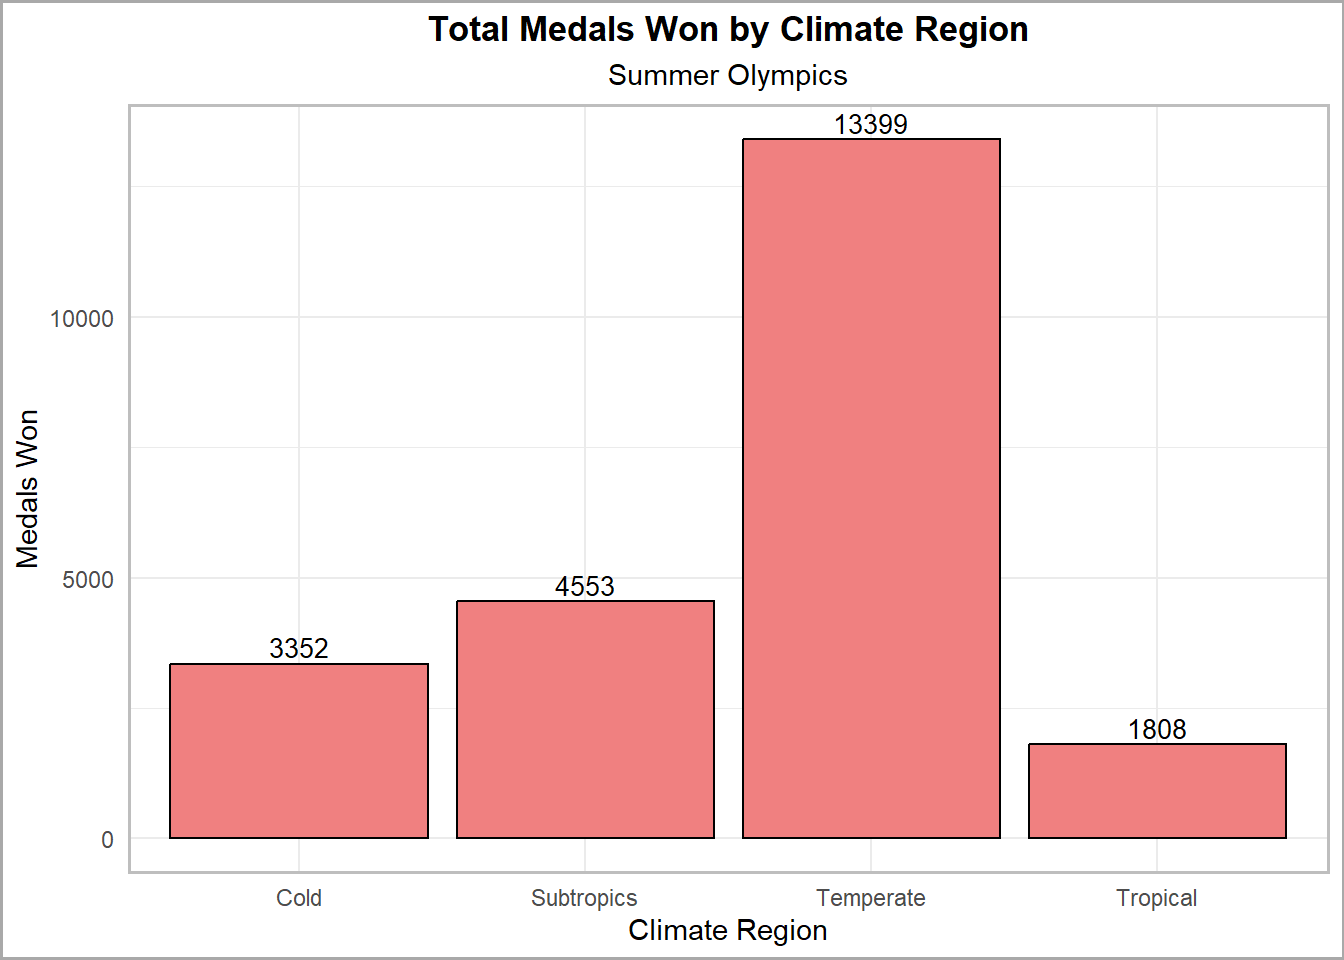 Total Medals Won by Climate Region
Summer Olympics
13399
10000
Medals Won
5000
4553
3352
1808
0
Cold
Subtropics
Temperate
Tropical
Climate Region